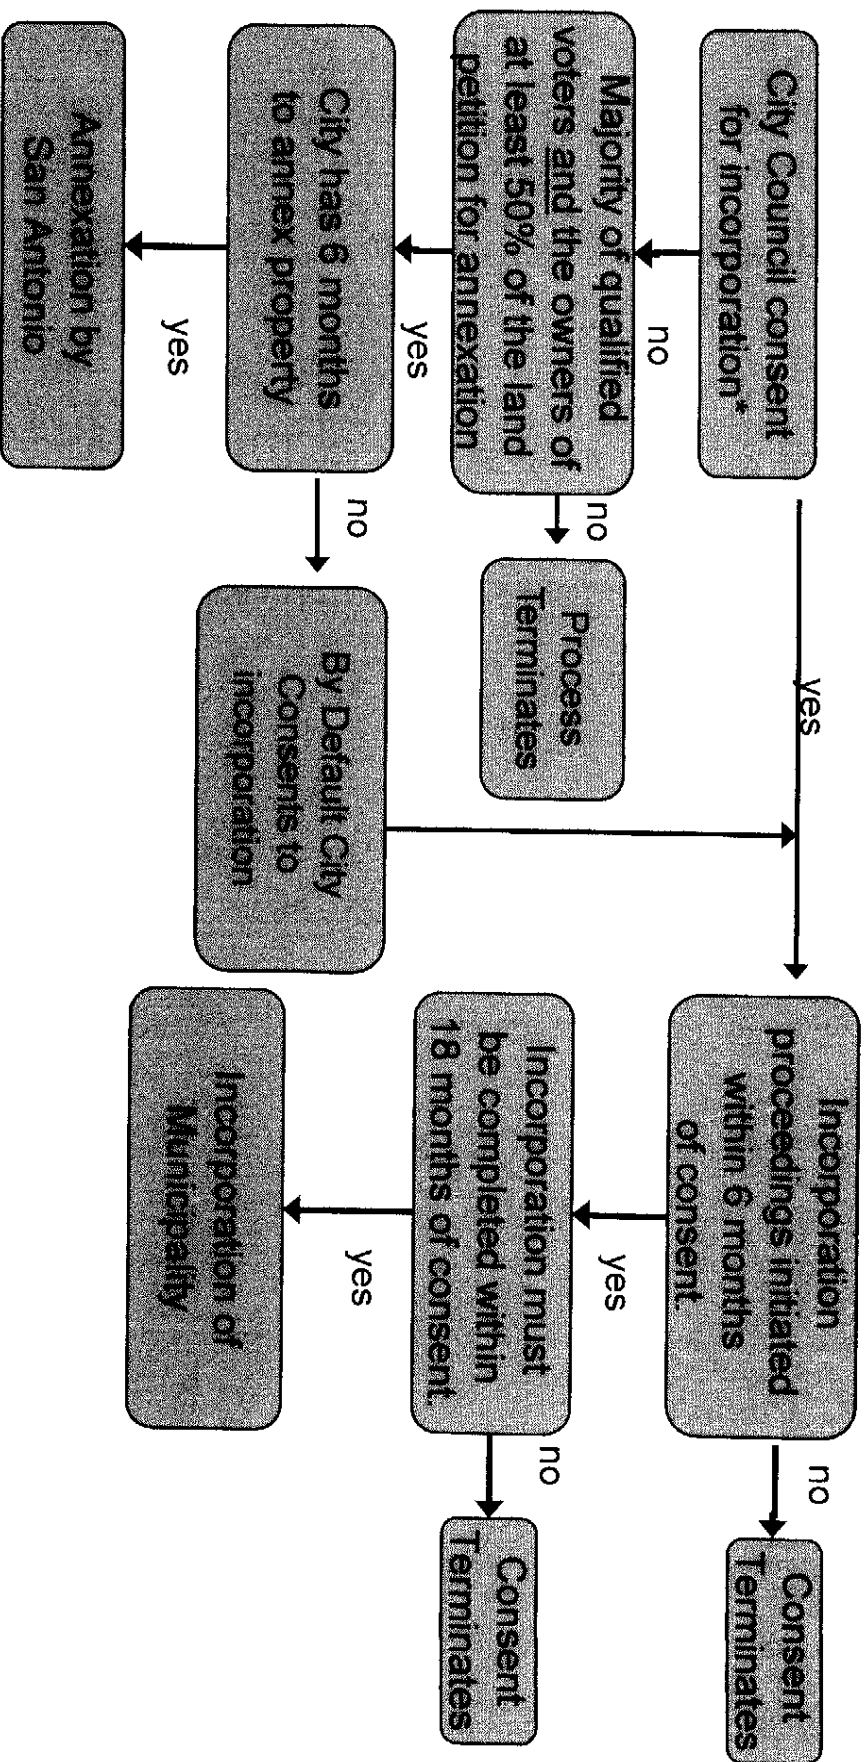 City Council consent
for incorporation*
yes
no
Majority of qualified
voters and the owners of
at least 50% of the land
petition for annexation
no
Process
Terminates
yes
City has 6 months
to annex property
no
By Default City
Consents to
incorporation
yes
Annexation by
San Antonio
Incorporation
proceedings initiated
within 6 months
of consent.
no
Consent
Terminates
yes
Incorporation must
be completed within
18 months of consent.
no
Consent
Terminates
yes
Incorporation of
Municipality